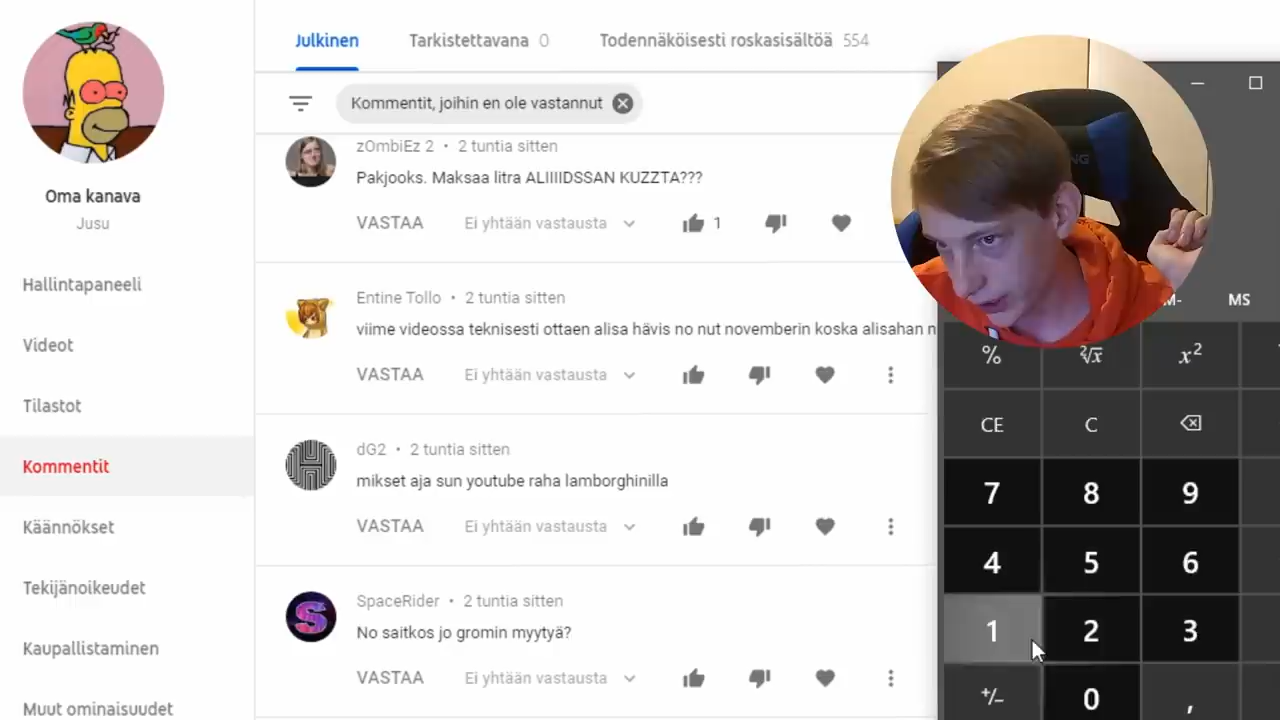 Oma kanava
Jusu
Hallintapaneeli
Videot
Tilastot
Kommentit
Käännökset
Tekijänoikeudet
Kaupallistaminen
Muut ominaisuudet
Julkinen Tarkistettavana 0 Todennäköisesti roskasisältöä 554
Kommentit, joihin en ole vastannut
zOmbiEz 2 • 2 tuntia sitten
Pakjooks. Maksaa litra ALIIIIDSSAN KUZZTA???
VASTAA Ei yhtään vastausta 1
Entine Tollo • 2 tuntia sitten
viime videossa teknisesti ottaen alisa hävis no nut novemberin koska alisahan n
VASTAA Ei yhtään vastausta
dG2 • 2 tuntia sitten
mikset aja sun youtube raha lamborghinilla
VASTAA Ei yhtään vastausta
SpaceRider • 2 tuntia sitten
No saitkos jo gromin myytyä?
VASTAA Ei yhtään vastausta
M- MS
% ²√x x²
CE C
7 8 9
4 5 6
1 2 3
+/− 0 ,